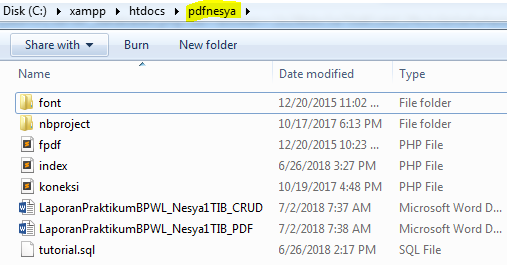 Disk (C:) xampp htdocs pdfnesya
Share with Burn New folder
Name Date modified Type
font 12/20/2015 11:02 ... File folder
nbproject 10/17/2017 6:13 PM File folder
fpdf 12/20/2015 10:23 ... PHP File
index 6/26/2018 3:27 PM PHP File
koneksi 10/19/2017 4:48 PM PHP File
LaporanPraktikumBPWL_Nesya1TIB_CRUD 7/2/2018 7:37 AM Microsoft Word D...
LaporanPraktikumBPWL_Nesya1TIB_PDF 7/2/2018 7:38 AM Microsoft Word D...
tutorial.sql 6/26/2018 2:17 PM SQL File